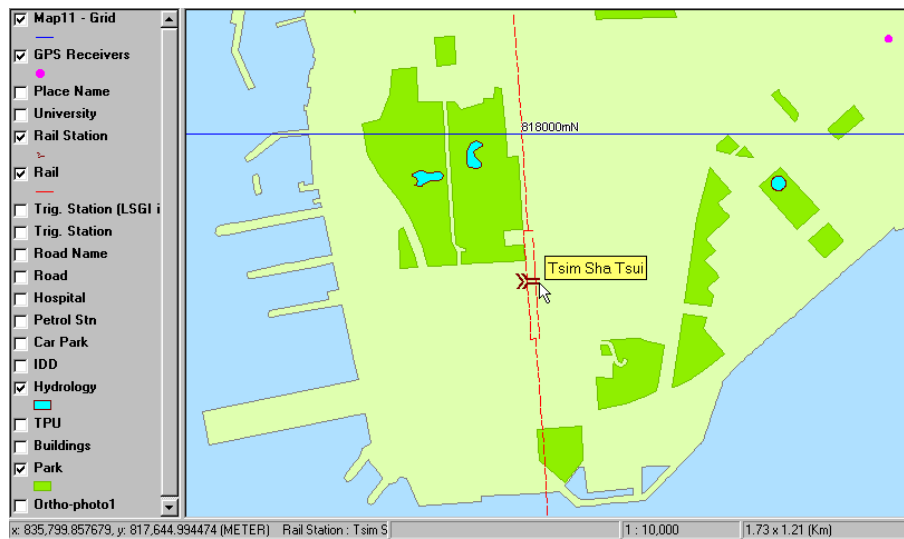 Map11 - Grid
GPS Receivers
Place Name
University
Rail Station
Rail
Trig. Station (LSGI i
Trig. Station
Road Name
Road
Hospital
Petrol Stn
Car Park
IDD
Hydrology
TPU
Buildings
Park
Ortho-photo1
818000mN
Tsim Sha Tsui
x: 835,799.857679, y: 817,644.994474 (METER) Rail Station : Tsim S
1 : 10,000
1.73 x 1.21 (Km)